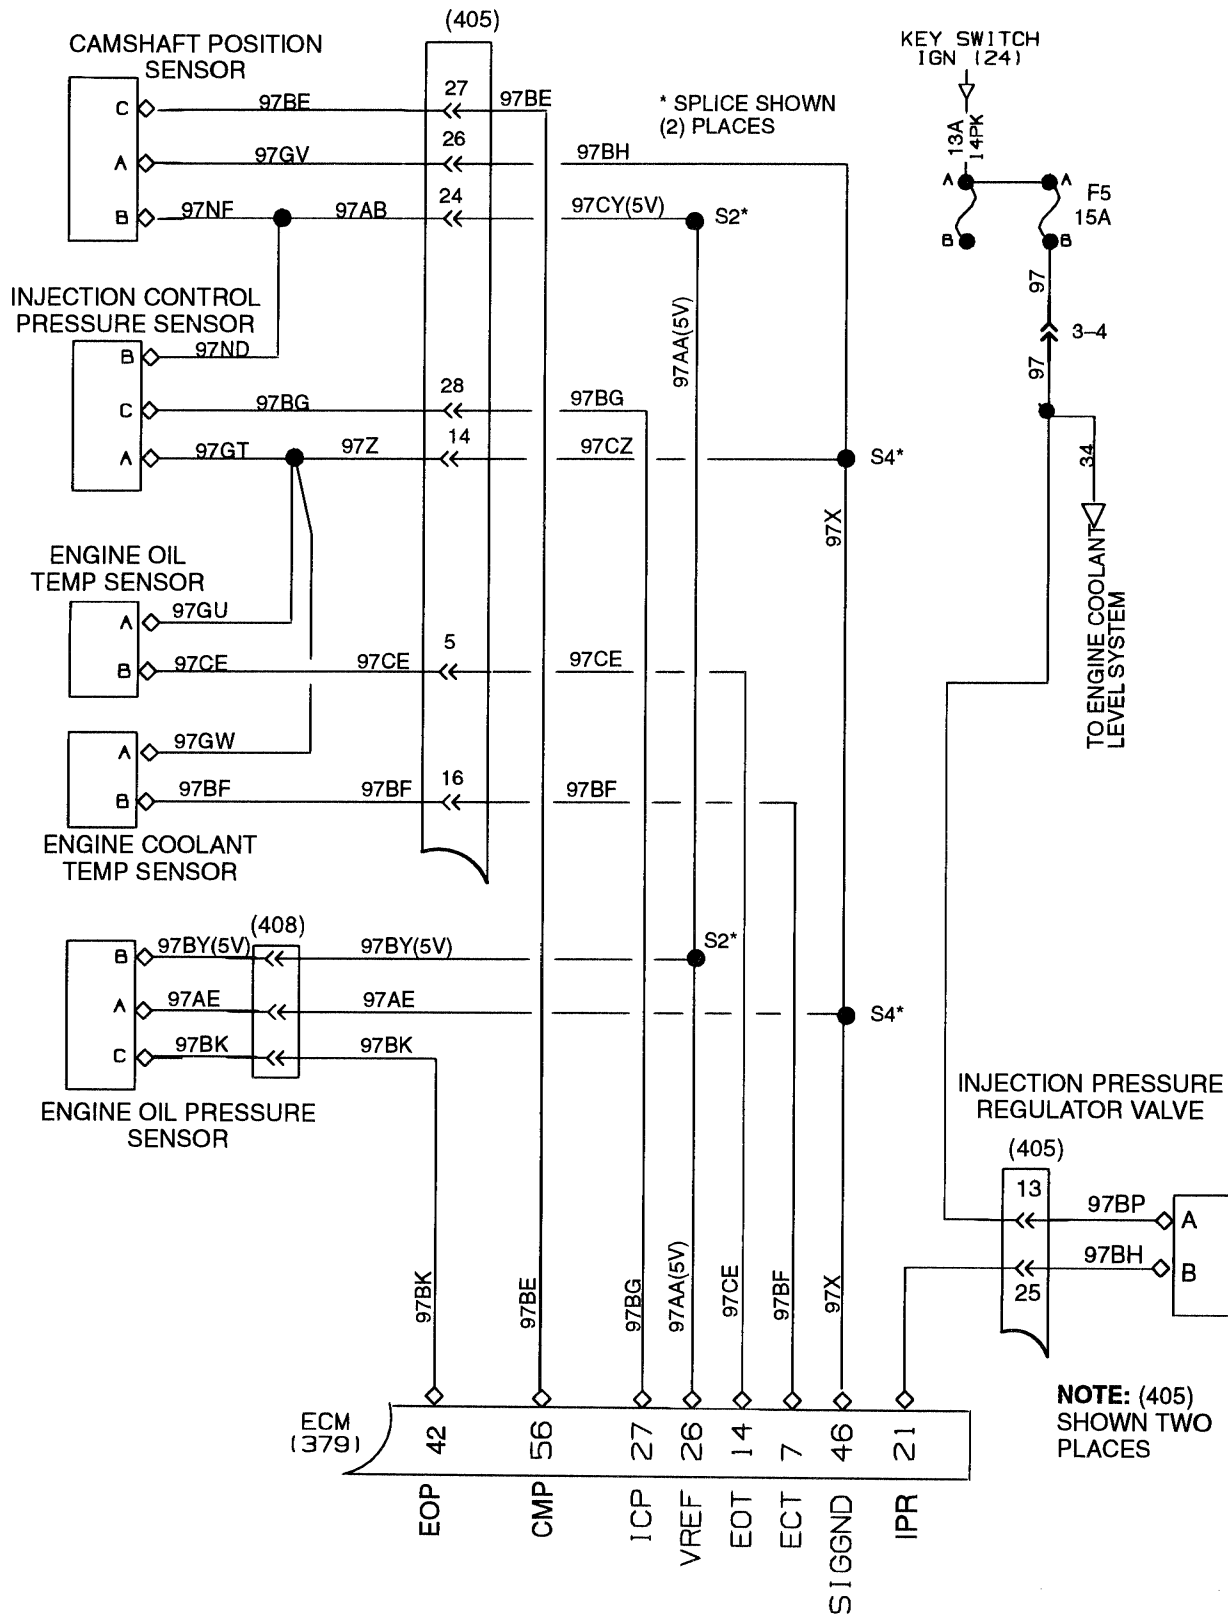 (405)
CAMSHAFT POSITION
SENSOR
C
97BE
27
97BE
A
97GV
26
97BH
B
97NF
97AB
24
97CY(5V)
S2*
* SPLICE SHOWN
(2) PLACES
KEY SWITCH
IGN (24)
13A
14PK
A
A
F5
15A
B
B
97
3–4
97
34
TO ENGINE COOLANT
LEVEL SYSTEM
INJECTION CONTROL
PRESSURE SENSOR
B
97ND
C
97BG
28
97BG
A
97GT
97Z
14
97CZ
S4*
97AA(5V)
97X
ENGINE OIL
TEMP SENSOR
A
97GU
B
97CE
97CE
5
97CE
A
97GW
B
97BF
97BF
16
97BF
ENGINE COOLANT
TEMP SENSOR
(408)
B
97BY(5V)
97BY(5V)
S2*
A
97AE
97AE
S4*
C
97BK
97BK
ENGINE OIL PRESSURE
SENSOR
INJECTION PRESSURE
REGULATOR VALVE
(405)
13
97BP
A
97BH
B
25
97BK
97BE
97BG
97AA(5V)
97CE
97BF
97X
NOTE: (405)
SHOWN TWO
PLACES
ECM
(379)
42
56
27
26
14
7
46
21
EOP
CMP
ICP
VREF
EOT
ECT
SIGGND
IPR